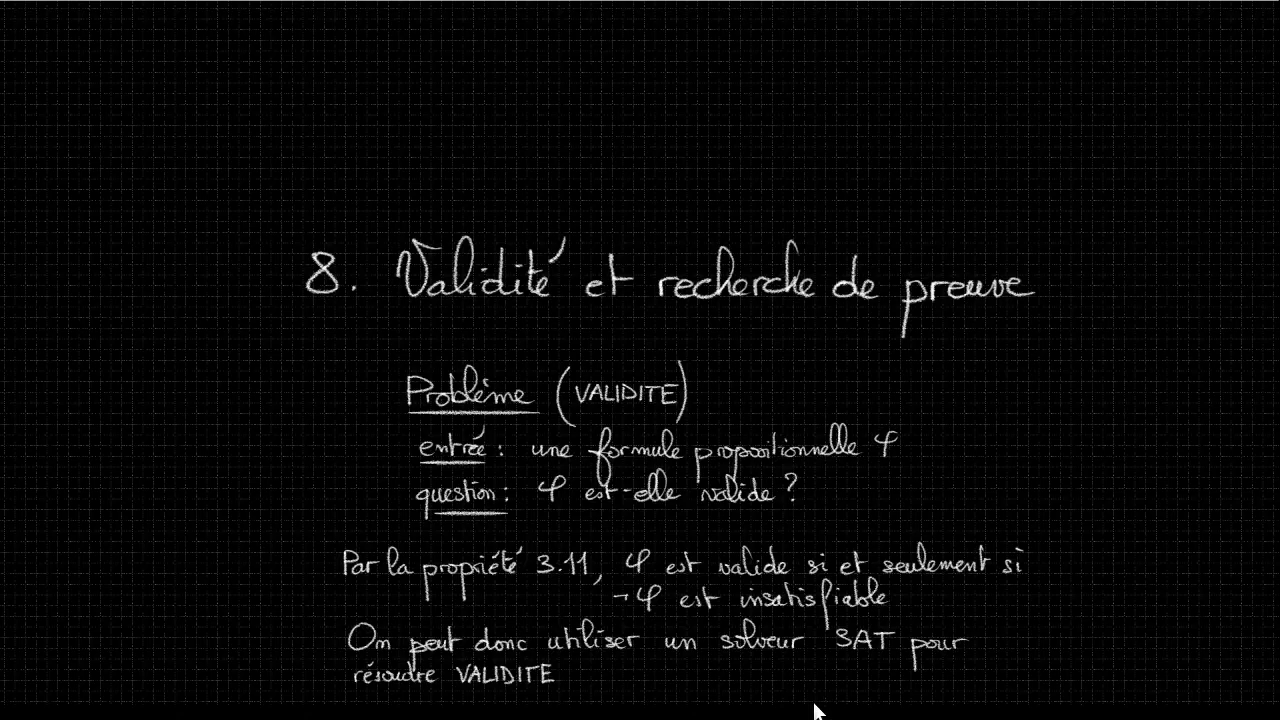 8. Validité et recherche de preuve
Problème (VALIDITE)
entrée : une formule propositionnelle φ
question : φ est-elle valide ?
Par la propriété 3.11, φ est valide si et seulement si
¬φ est insatisfiable
On peut donc utiliser un solveur SAT pour
résoudre VALIDITE